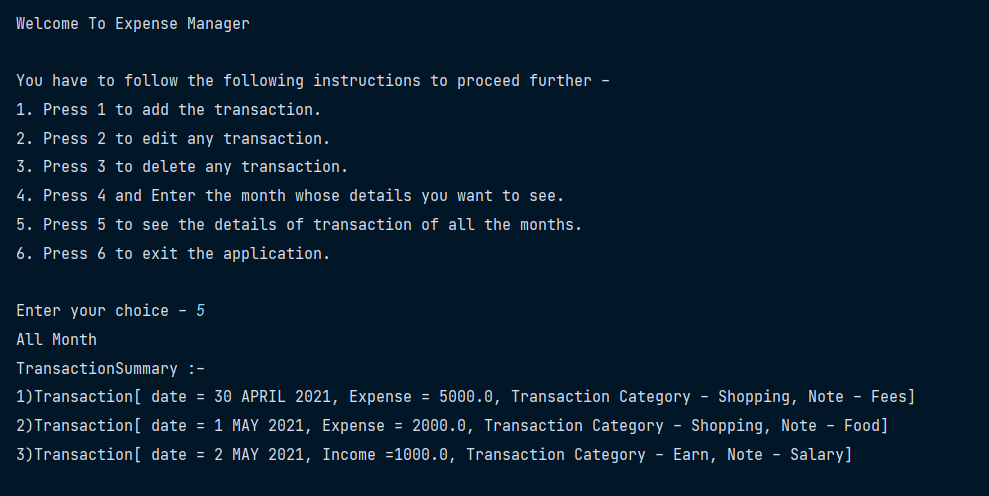 Welcome To Expense Manager
You have to follow the following instructions to proceed further -
1. Press 1 to add the transaction.
2. Press 2 to edit any transaction.
3. Press 3 to delete any transaction.
4. Press 4 and Enter the month whose details you want to see.
5. Press 5 to see the details of transaction of all the months.
6. Press 6 to exit the application.
Enter your choice - 5
All Month
TransactionSummary :-
1)Transaction[ date = 30 APRIL 2021, Expense = 5000.0, Transaction Category - Shopping, Note - Fees]
2)Transaction[ date = 1 MAY 2021, Expense = 2000.0, Transaction Category - Shopping, Note - Food]
3)Transaction[ date = 2 MAY 2021, Income =1000.0, Transaction Category - Earn, Note - Salary]